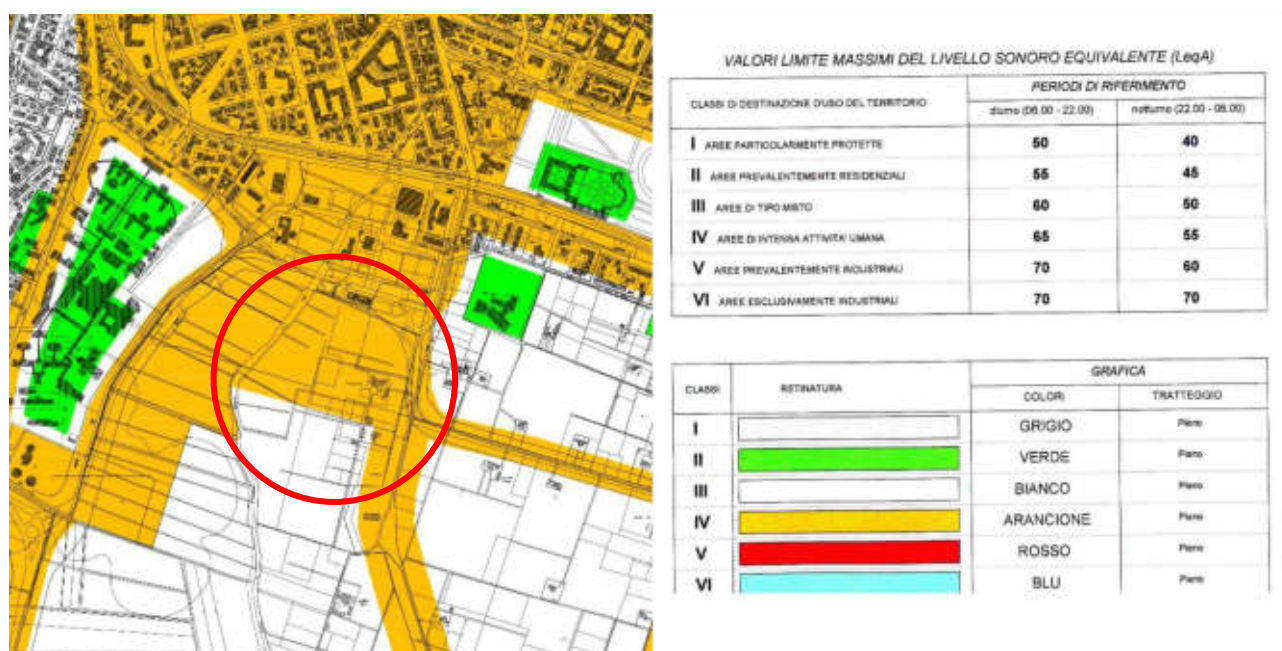 VALORI LIMITE MASSIMI DEL LIVELLO SONORO EQUIVALENTE (LeqA)
CLASSI DI DESTINAZIONE D'USO DEL TERRITORIO
PERIODI DI RIFERIMENTO
diurno (06.00 - 22.00) notturno (22.00 - 06.00)
I AREE PARTICOLARMENTE PROTETTE 50 40
II AREE PREVALENTEMENTE RESIDENZIALI 55 45
III AREE DI TIPO MISTO 60 50
IV AREE DI INTENSA ATTIVITA' UMANA 65 55
V AREE PREVALENTEMENTE INDUSTRIALI 70 60
VI AREE ESCLUSIVAMENTE INDUSTRIALI 70 70
CLASSI RETINATURA GRAFICA
COLORI TRATTEGGIO
I GRIGIO Pieno
II VERDE Pieno
III BIANCO Pieno
IV ARANCIONE Pieno
V ROSSO Pieno
VI BLU Pieno